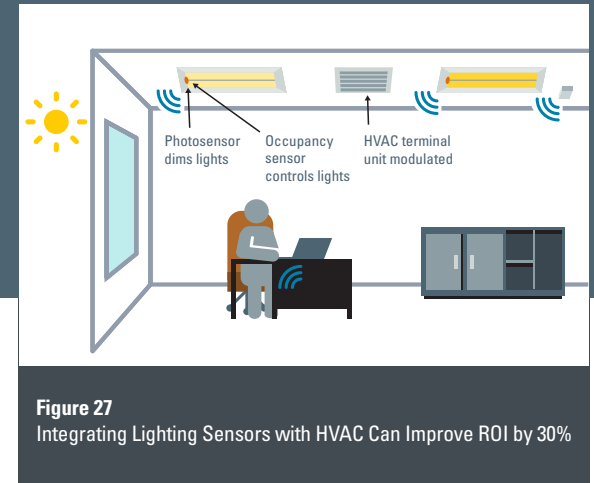 Photosensor
dims lights
Occupancy
sensor
controls lights
HVAC terminal
unit modulated
Figure 27
Integrating Lighting Sensors with HVAC Can Improve ROI by 30%